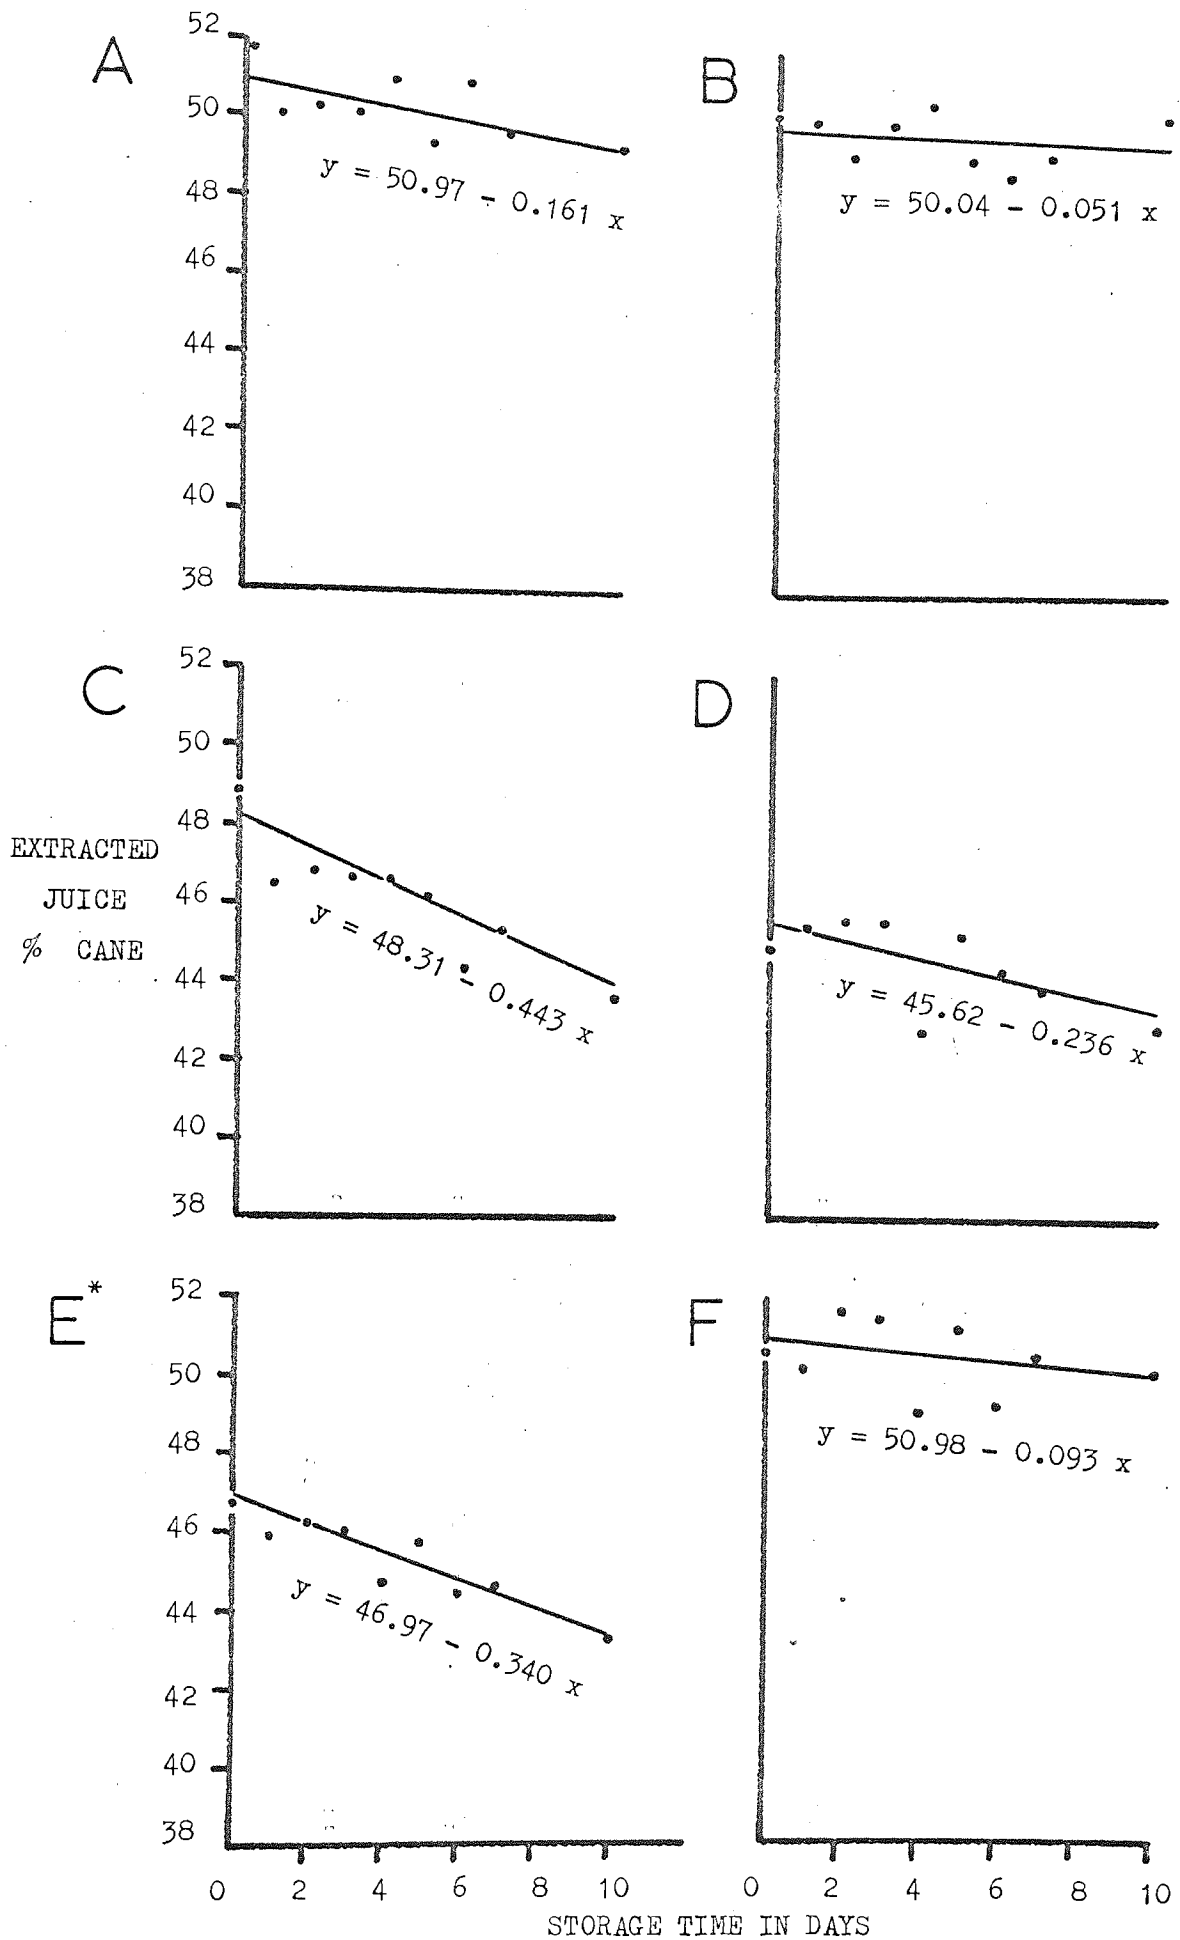 A
52
50
48
46
44
42
40
38
y = 50.97 - 0.161 x
B
y = 50.04 - 0.051 x
C
52
50
48
46
44
42
40
38
y = 48.31 - 0.443 x
D
y = 45.62 - 0.236 x
EXTRACTED
JUICE
% CANE
E*
52
50
48
46
44
42
40
38
y = 46.97 - 0.340 x
F
y = 50.98 - 0.093 x
0 2 4 6 8 10
0 2 4 6 8 10
STORAGE TIME IN DAYS